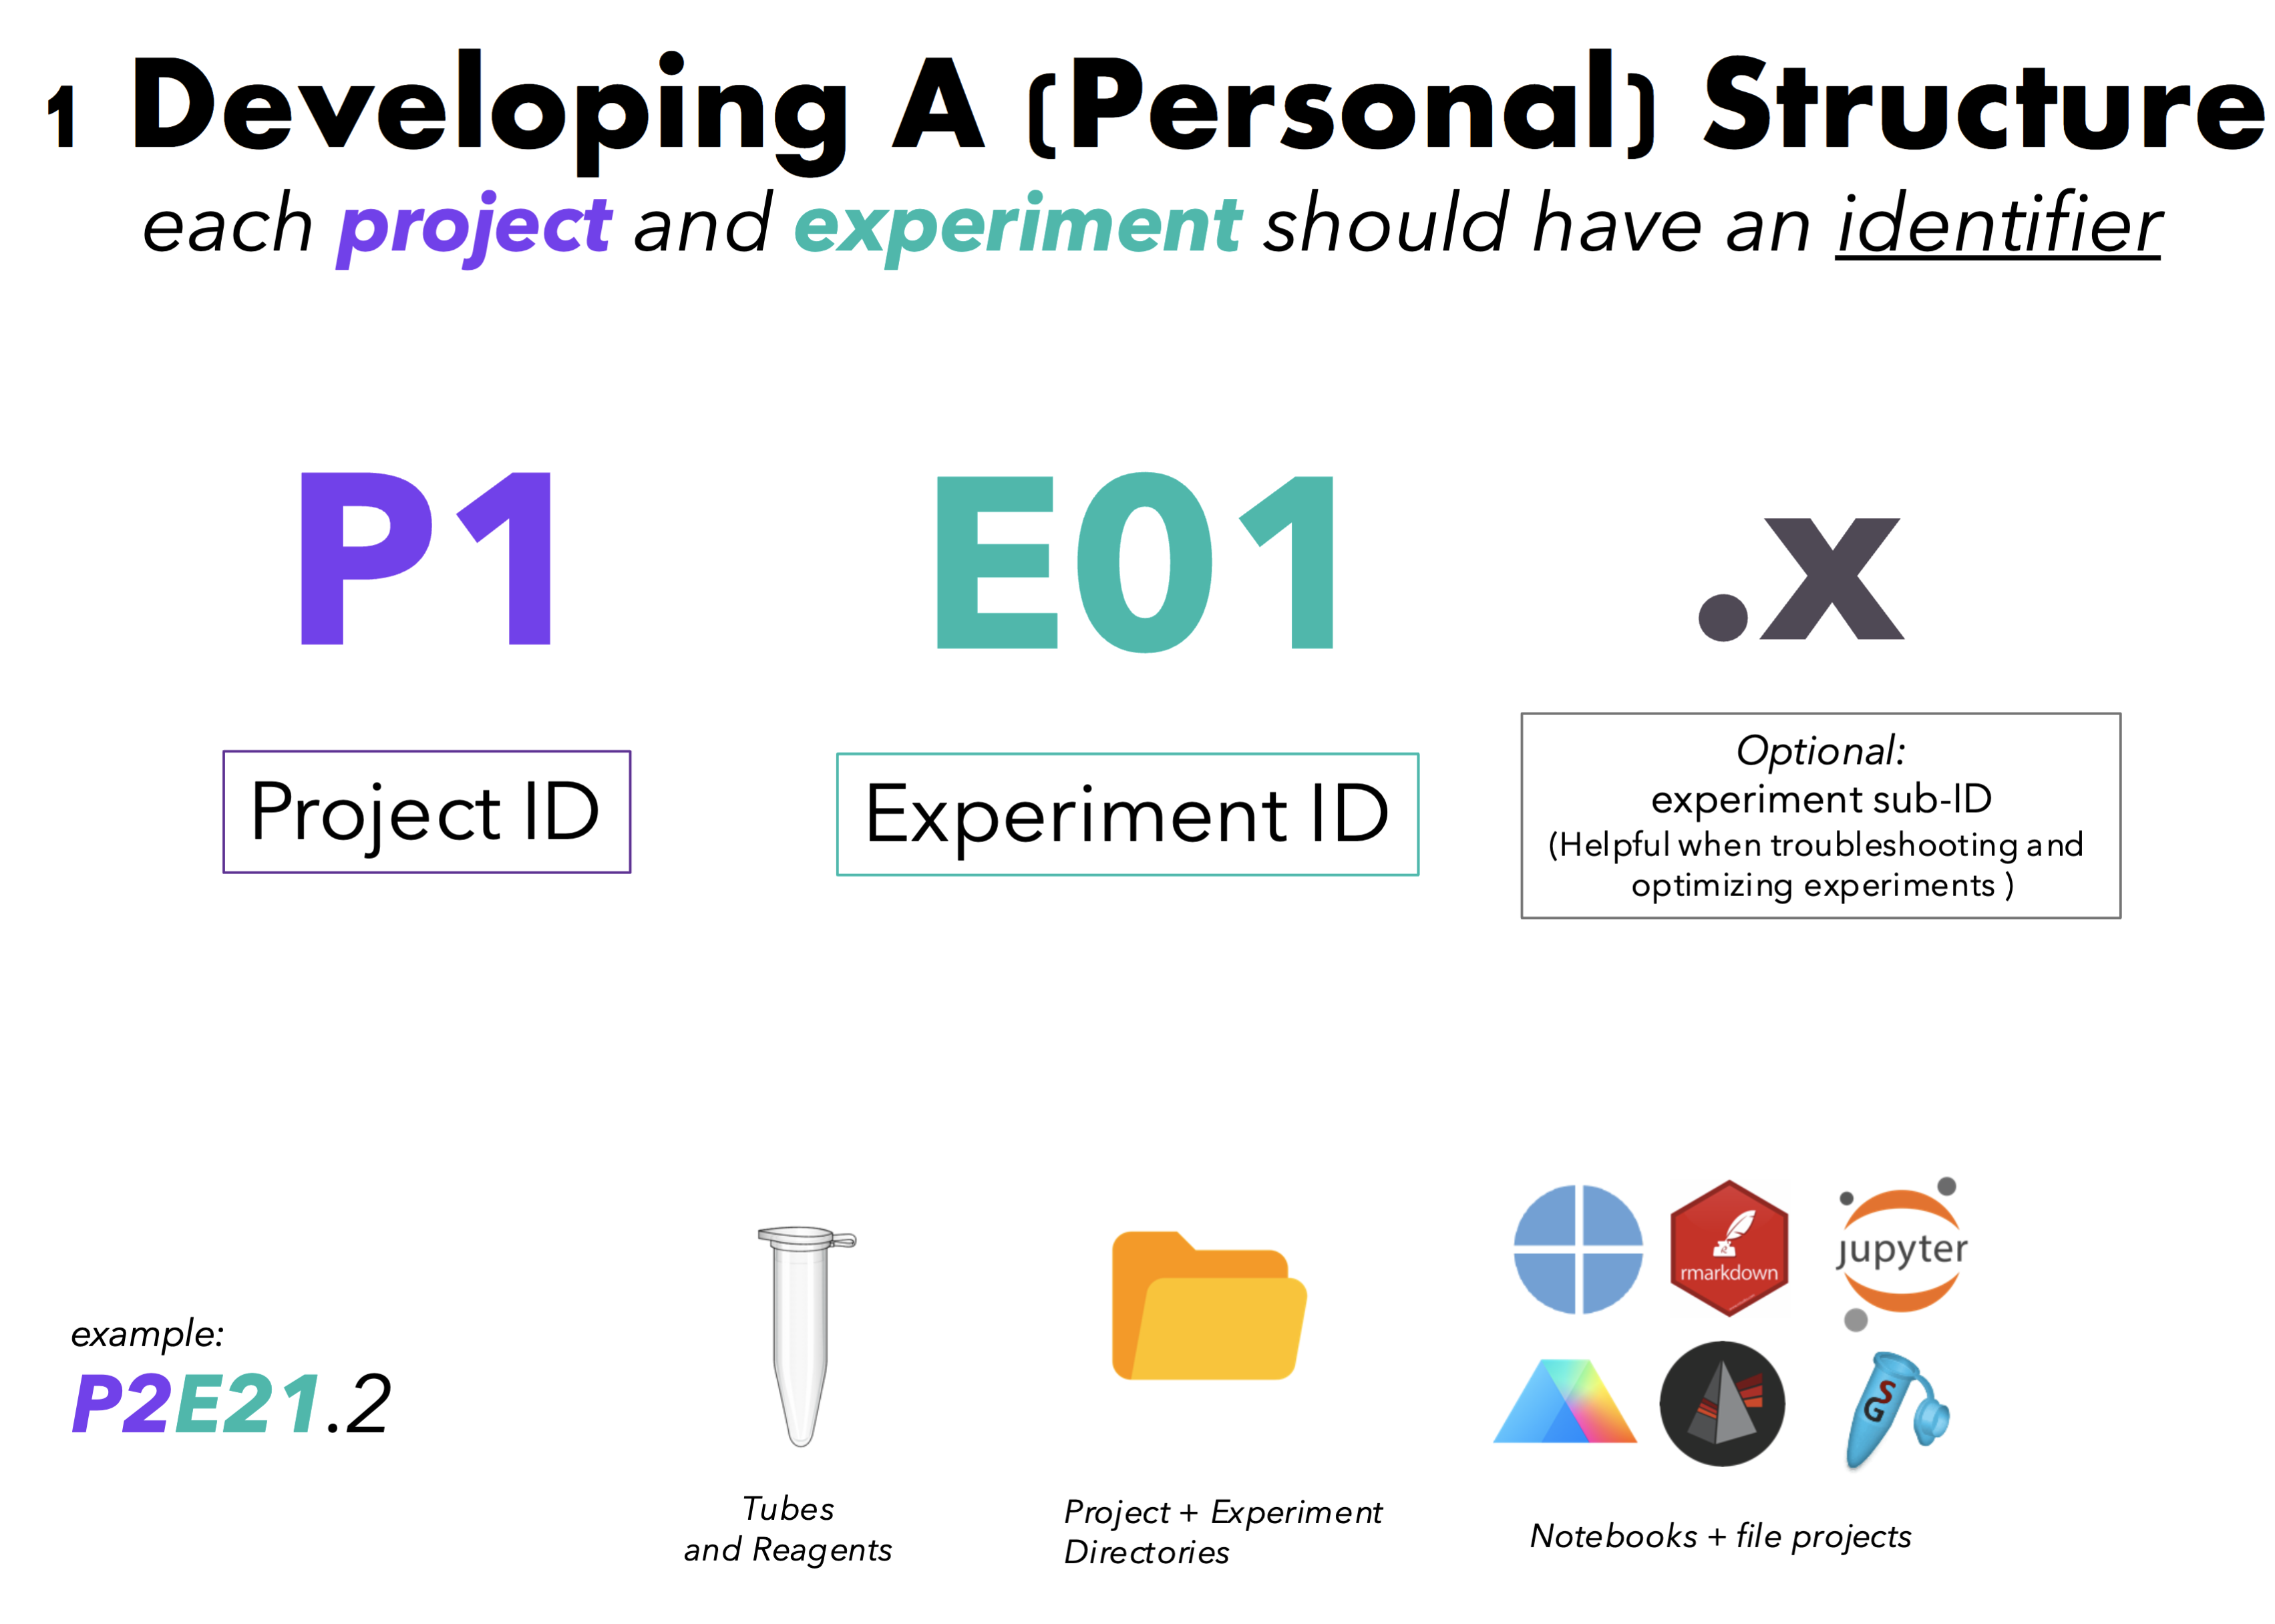 1 Developing A (Personal) Structure
each project and experiment should have an identifier
P1
E01
.x
Project ID
Experiment ID
Optional:
experiment sub-ID
(Helpful when troubleshooting and
optimizing experiments )
example:
P2E21.2
Tubes
and Reagents
Project + Experiment
Directories
rmarkdown
jupyter
SG
Notebooks + file projects